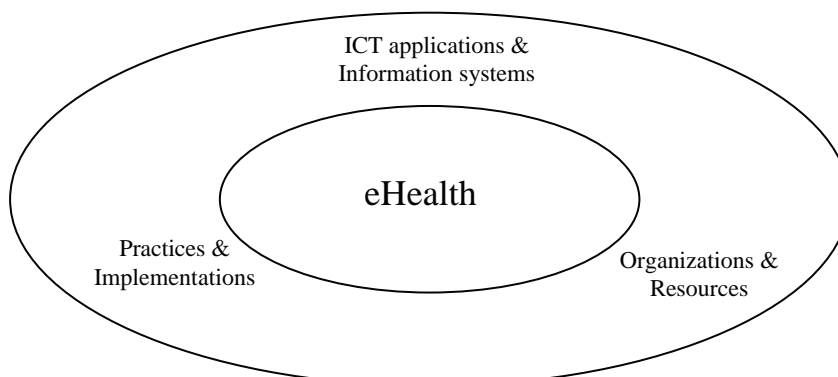 ICT applications &
Information systems
eHealth
Practices &
Implementations
Organizations &
Resources